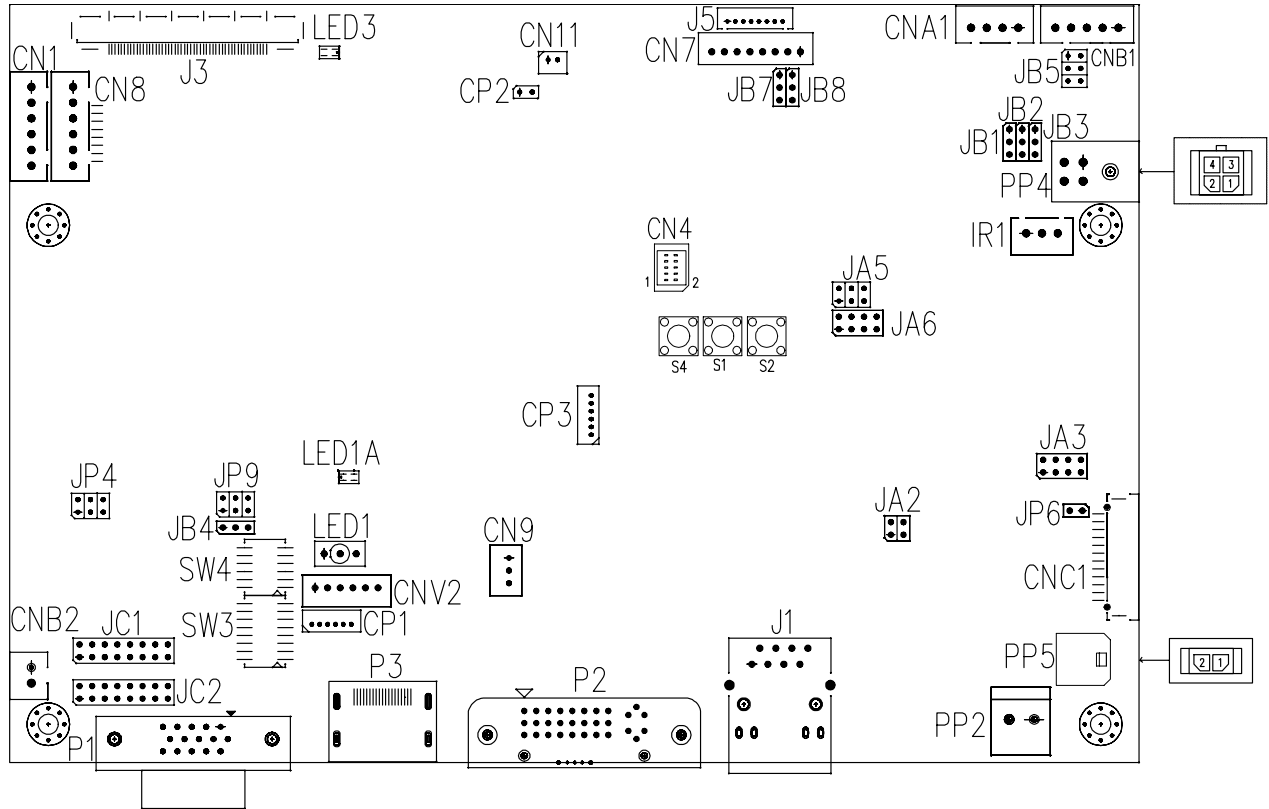 J5
CNA1
LED3
CN11
CN1
J3
CN7
CNB1
JB5
CN8
CP2
JB7
JB8
JB2
JB3
JB1
PP4
4 3
2 1
CN4
IR1
1
2
JA5
JA6
S4
S1
S2
CP3
JA3
LED1A
JP4
JP9
JA2
JP6
LED1
CN9
JB4
SW4
CNC1
CNV2
CNB2
JC1
SW3
CP1
J1
P3
P2
PP5
2 1
JC2
PP2
P1